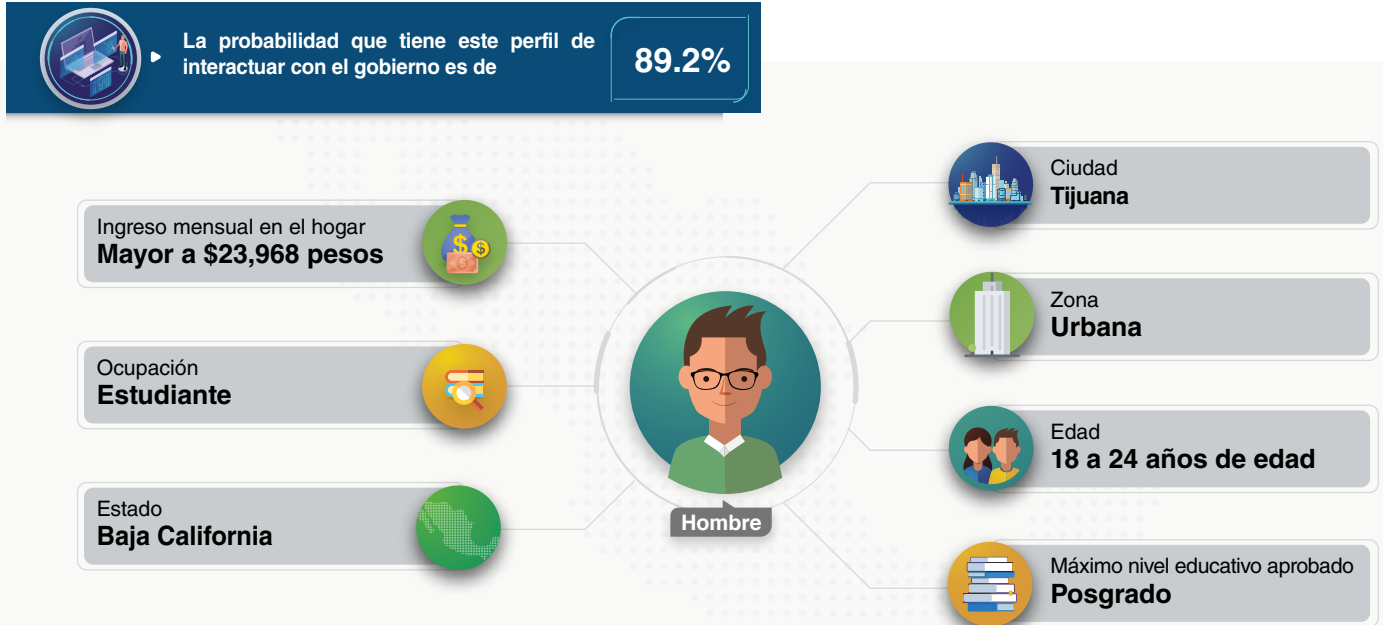 La probabilidad que tiene este perfil de
interactuar con el gobierno es de
89.2%
Ingreso mensual en el hogar
Mayor a $23,968 pesos
Ocupación
Estudiante
Estado
Baja California
Hombre
Ciudad
Tijuana
Zona
Urbana
Edad
18 a 24 años de edad
Máximo nivel educativo aprobado
Posgrado